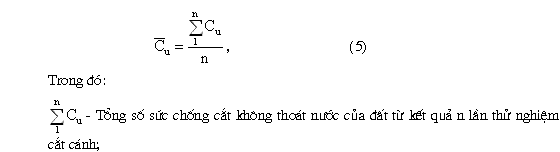 C̅ᵤ = ∑₁ⁿ Cᵤ / n , (5)
Trong đó:
∑₁ⁿ Cᵤ - Tổng số sức chống cắt không thoát nước của đất từ kết quả n lần thử nghiệm
cắt cánh;